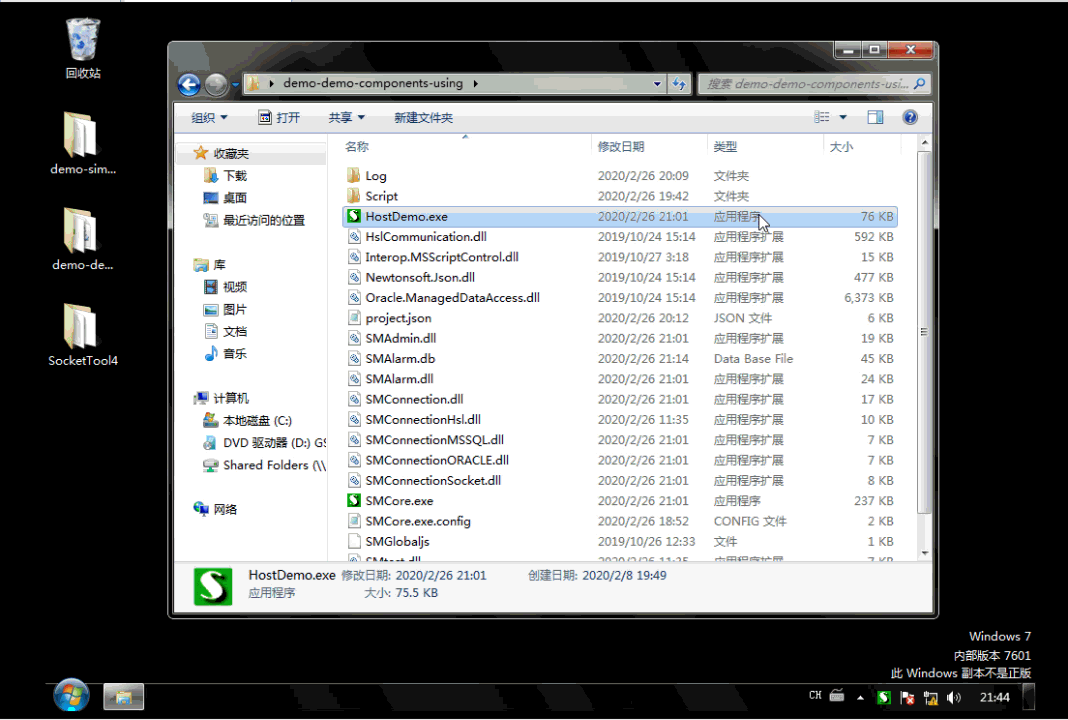 回收站
demo-sim...
demo-de...
SocketTool4
demo-demo-components-using
搜索 demo-demo-components-usi...
组织 打开 共享 新建文件夹
收藏夹
下载
桌面
最近访问的位置
库
视频
图片
文档
音乐
计算机
本地磁盘 (C:)
DVD 驱动器 (D:) GS
Shared Folders (\\
网络
名称 修改日期 类型 大小
Log 2020/2/26 20:09 文件夹
Script 2020/2/26 19:42 文件夹
HostDemo.exe 2020/2/26 21:01 应用程序 76 KB
HslCommunication.dll 2019/10/24 15:14 应用程序扩展 592 KB
Interop.MSScriptControl.dll 2019/10/27 3:18 应用程序扩展 15 KB
Newtonsoft.Json.dll 2019/10/24 15:14 应用程序扩展 477 KB
Oracle.ManagedDataAccess.dll 2019/10/24 15:14 应用程序扩展 6,373 KB
project.json 2020/2/26 20:12 JSON 文件 6 KB
SMAdmin.dll 2020/2/26 21:01 应用程序扩展 19 KB
SMAlarm.db 2020/2/26 21:14 Data Base File 45 KB
SMAlarm.dll 2020/2/26 21:01 应用程序扩展 24 KB
SMConnection.dll 2020/2/26 21:01 应用程序扩展 17 KB
SMConnectionHsl.dll 2020/2/26 11:35 应用程序扩展 10 KB
SMConnectionMSSQL.dll 2020/2/26 21:01 应用程序扩展 7 KB
SMConnectionORACLE.dll 2020/2/26 21:01 应用程序扩展 7 KB
SMConnectionSocket.dll 2020/2/26 21:01 应用程序扩展 8 KB
SMCore.exe 2020/2/26 21:01 应用程序 237 KB
SMCore.exe.config 2020/2/26 18:52 CONFIG 文件 2 KB
SMGlobaljs 2019/10/26 12:33 文件 1 KB
SMtest.dll 2020/2/26 11:35 应用程序扩展 7 KB
HostDemo.exe 修改日期: 2020/2/26 21:01 创建日期: 2020/2/8 19:49
应用程序 大小: 75.5 KB
Windows 7
内部版本 7601
此 Windows 副本不是正版
CH 21:44